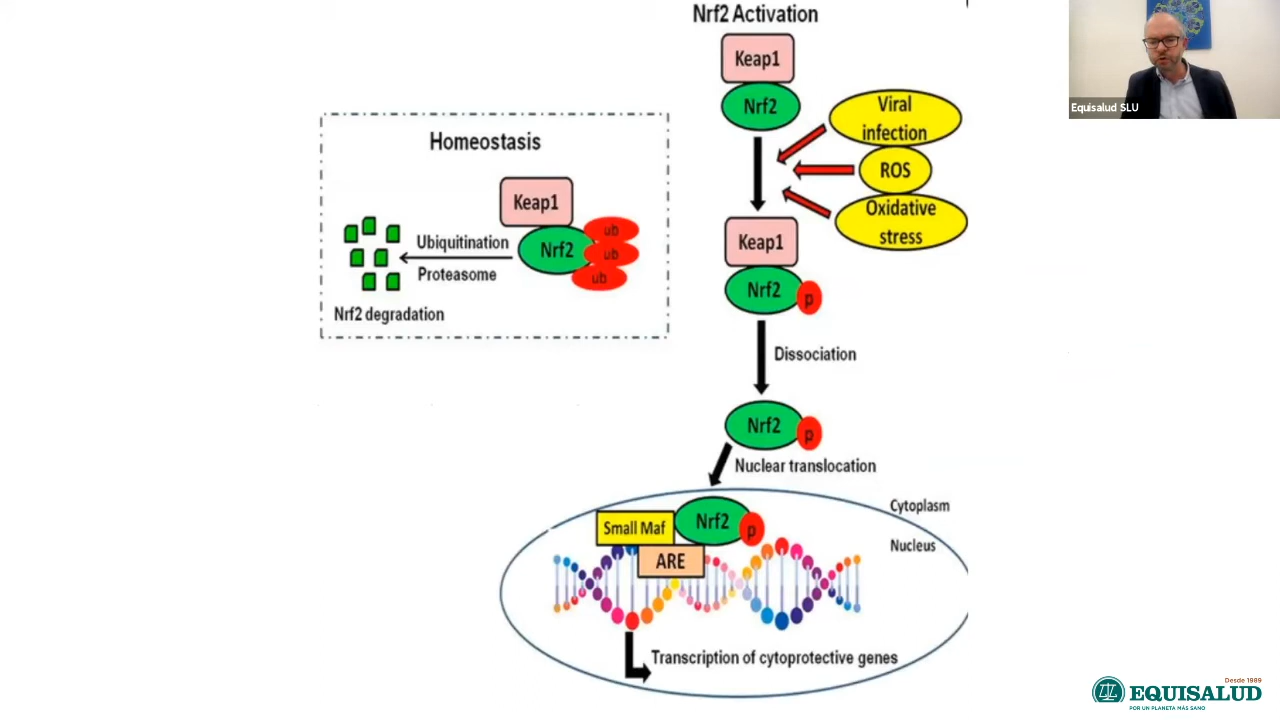 Nrf2 Activation
Keap1
Nrf2
Viral
infection
ROS
Oxidative
stress
Equisalud SLU
Homeostasis
Keap1
Nrf2
ub
ub
ub
Ubiquitination
Proteasome
Nrf2 degradation
Keap1
Nrf2
p
Dissociation
Nrf2
p
Nuclear translocation
Cytoplasm
Nucleus
Small Maf
Nrf2
p
ARE
Transcription of cytoprotective genes
Desde 1989
EQUISALUD
POR UN PLANETA MÁS SANO